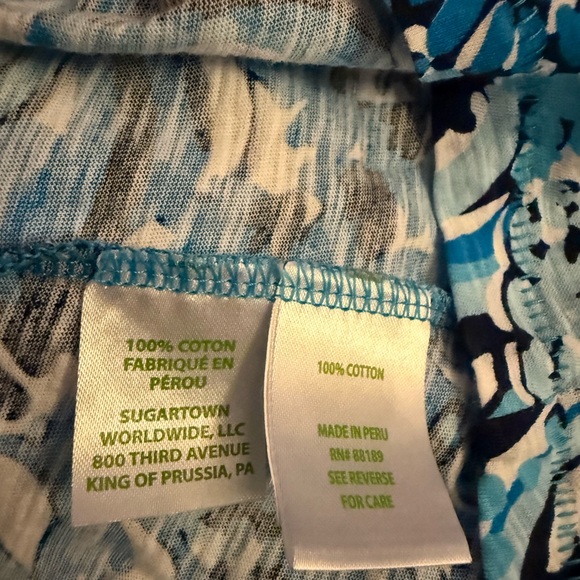 100% COTON
FABRIQUÉ EN
PÉROU
SUGARTOWN
WORLDWIDE, LLC
800 THIRD AVENUE
KING OF PRUSSIA, PA
100% COTTON
MADE IN PERU
RN# 88189
SEE REVERSE
FOR CARE